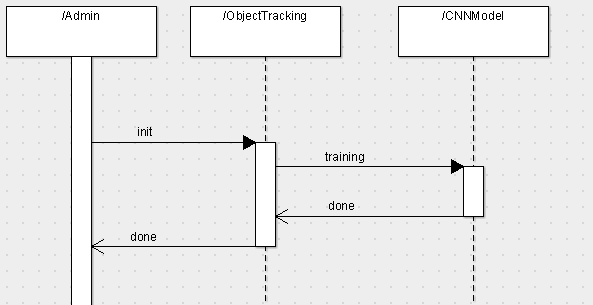 /Admin
/ObjectTracking
/CNNModel
init
training
done
done